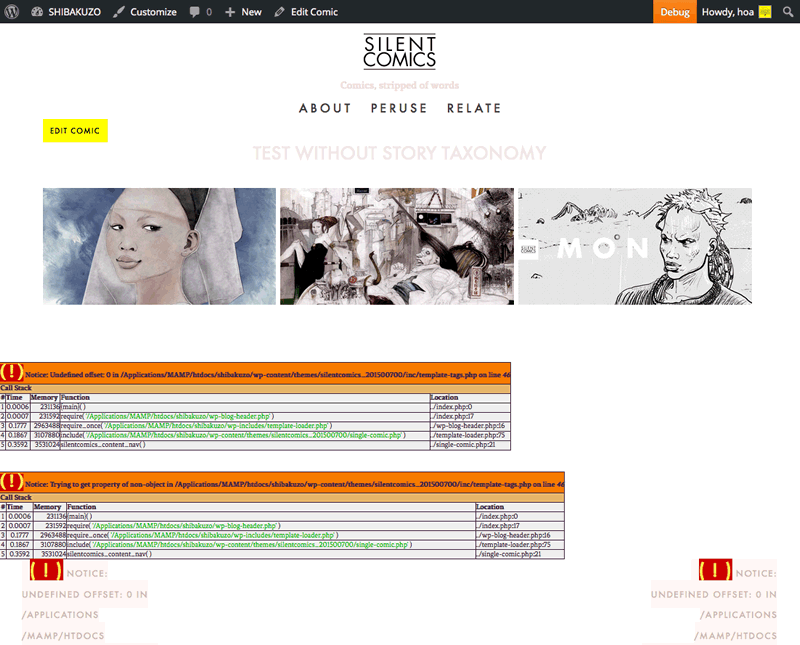 SHIBAKUZO Customize 0 New Edit Comic Debug Howdy, hoa
SILENT
COMICS
Comics, stripped of words
ABOUT PERUSE RELATE
EDIT COMIC
TEST WITHOUT STORY TAXONOMY
SILENT
COMICS
MON
( ! ) Notice: Undefined offset: 0 in /Applications/MAMP/htdocs/shibakuzo/wp-content/themes/silentcomics_201500700/inc/template-tags.php on line 46
Call Stack
# Time Memory Function Location
1 0.0006 231136 {main}( ) ../index.php:0
2 0.0007 231592 require( '/Applications/MAMP/htdocs/shibakuzo/wp-blog-header.php' ) ../index.php:17
3 0.1777 2963488 require_once( '/Applications/MAMP/htdocs/shibakuzo/wp-includes/template-loader.php' ) ../wp-blog-header.php:16
4 0.1867 3107880 include( '/Applications/MAMP/htdocs/shibakuzo/wp-content/themes/silentcomics_201500700/single-comic.php' ) ../template-loader.php:75
5 0.3592 3531024 silentcomics_content_nav( ) ../single-comic.php:21
( ! ) Notice: Trying to get property of non-object in /Applications/MAMP/htdocs/shibakuzo/wp-content/themes/silentcomics_201500700/inc/template-tags.php on line 46
Call Stack
# Time Memory Function Location
1 0.0006 231136 {main}( ) ../index.php:0
2 0.0007 231592 require( '/Applications/MAMP/htdocs/shibakuzo/wp-blog-header.php' ) ../index.php:17
3 0.1777 2963488 require_once( '/Applications/MAMP/htdocs/shibakuzo/wp-includes/template-loader.php' ) ../wp-blog-header.php:16
4 0.1867 3107880 include( '/Applications/MAMP/htdocs/shibakuzo/wp-content/themes/silentcomics_201500700/single-comic.php' ) ../template-loader.php:75
5 0.3592 3531024 silentcomics_content_nav( ) ../single-comic.php:21
( ! ) NOTICE:
UNDEFINED OFFSET: 0 IN
/APPLICATIONS
/MAMP/HTDOCS
( ! ) NOTICE:
UNDEFINED OFFSET: 0 IN
/APPLICATIONS
/MAMP/HTDOCS